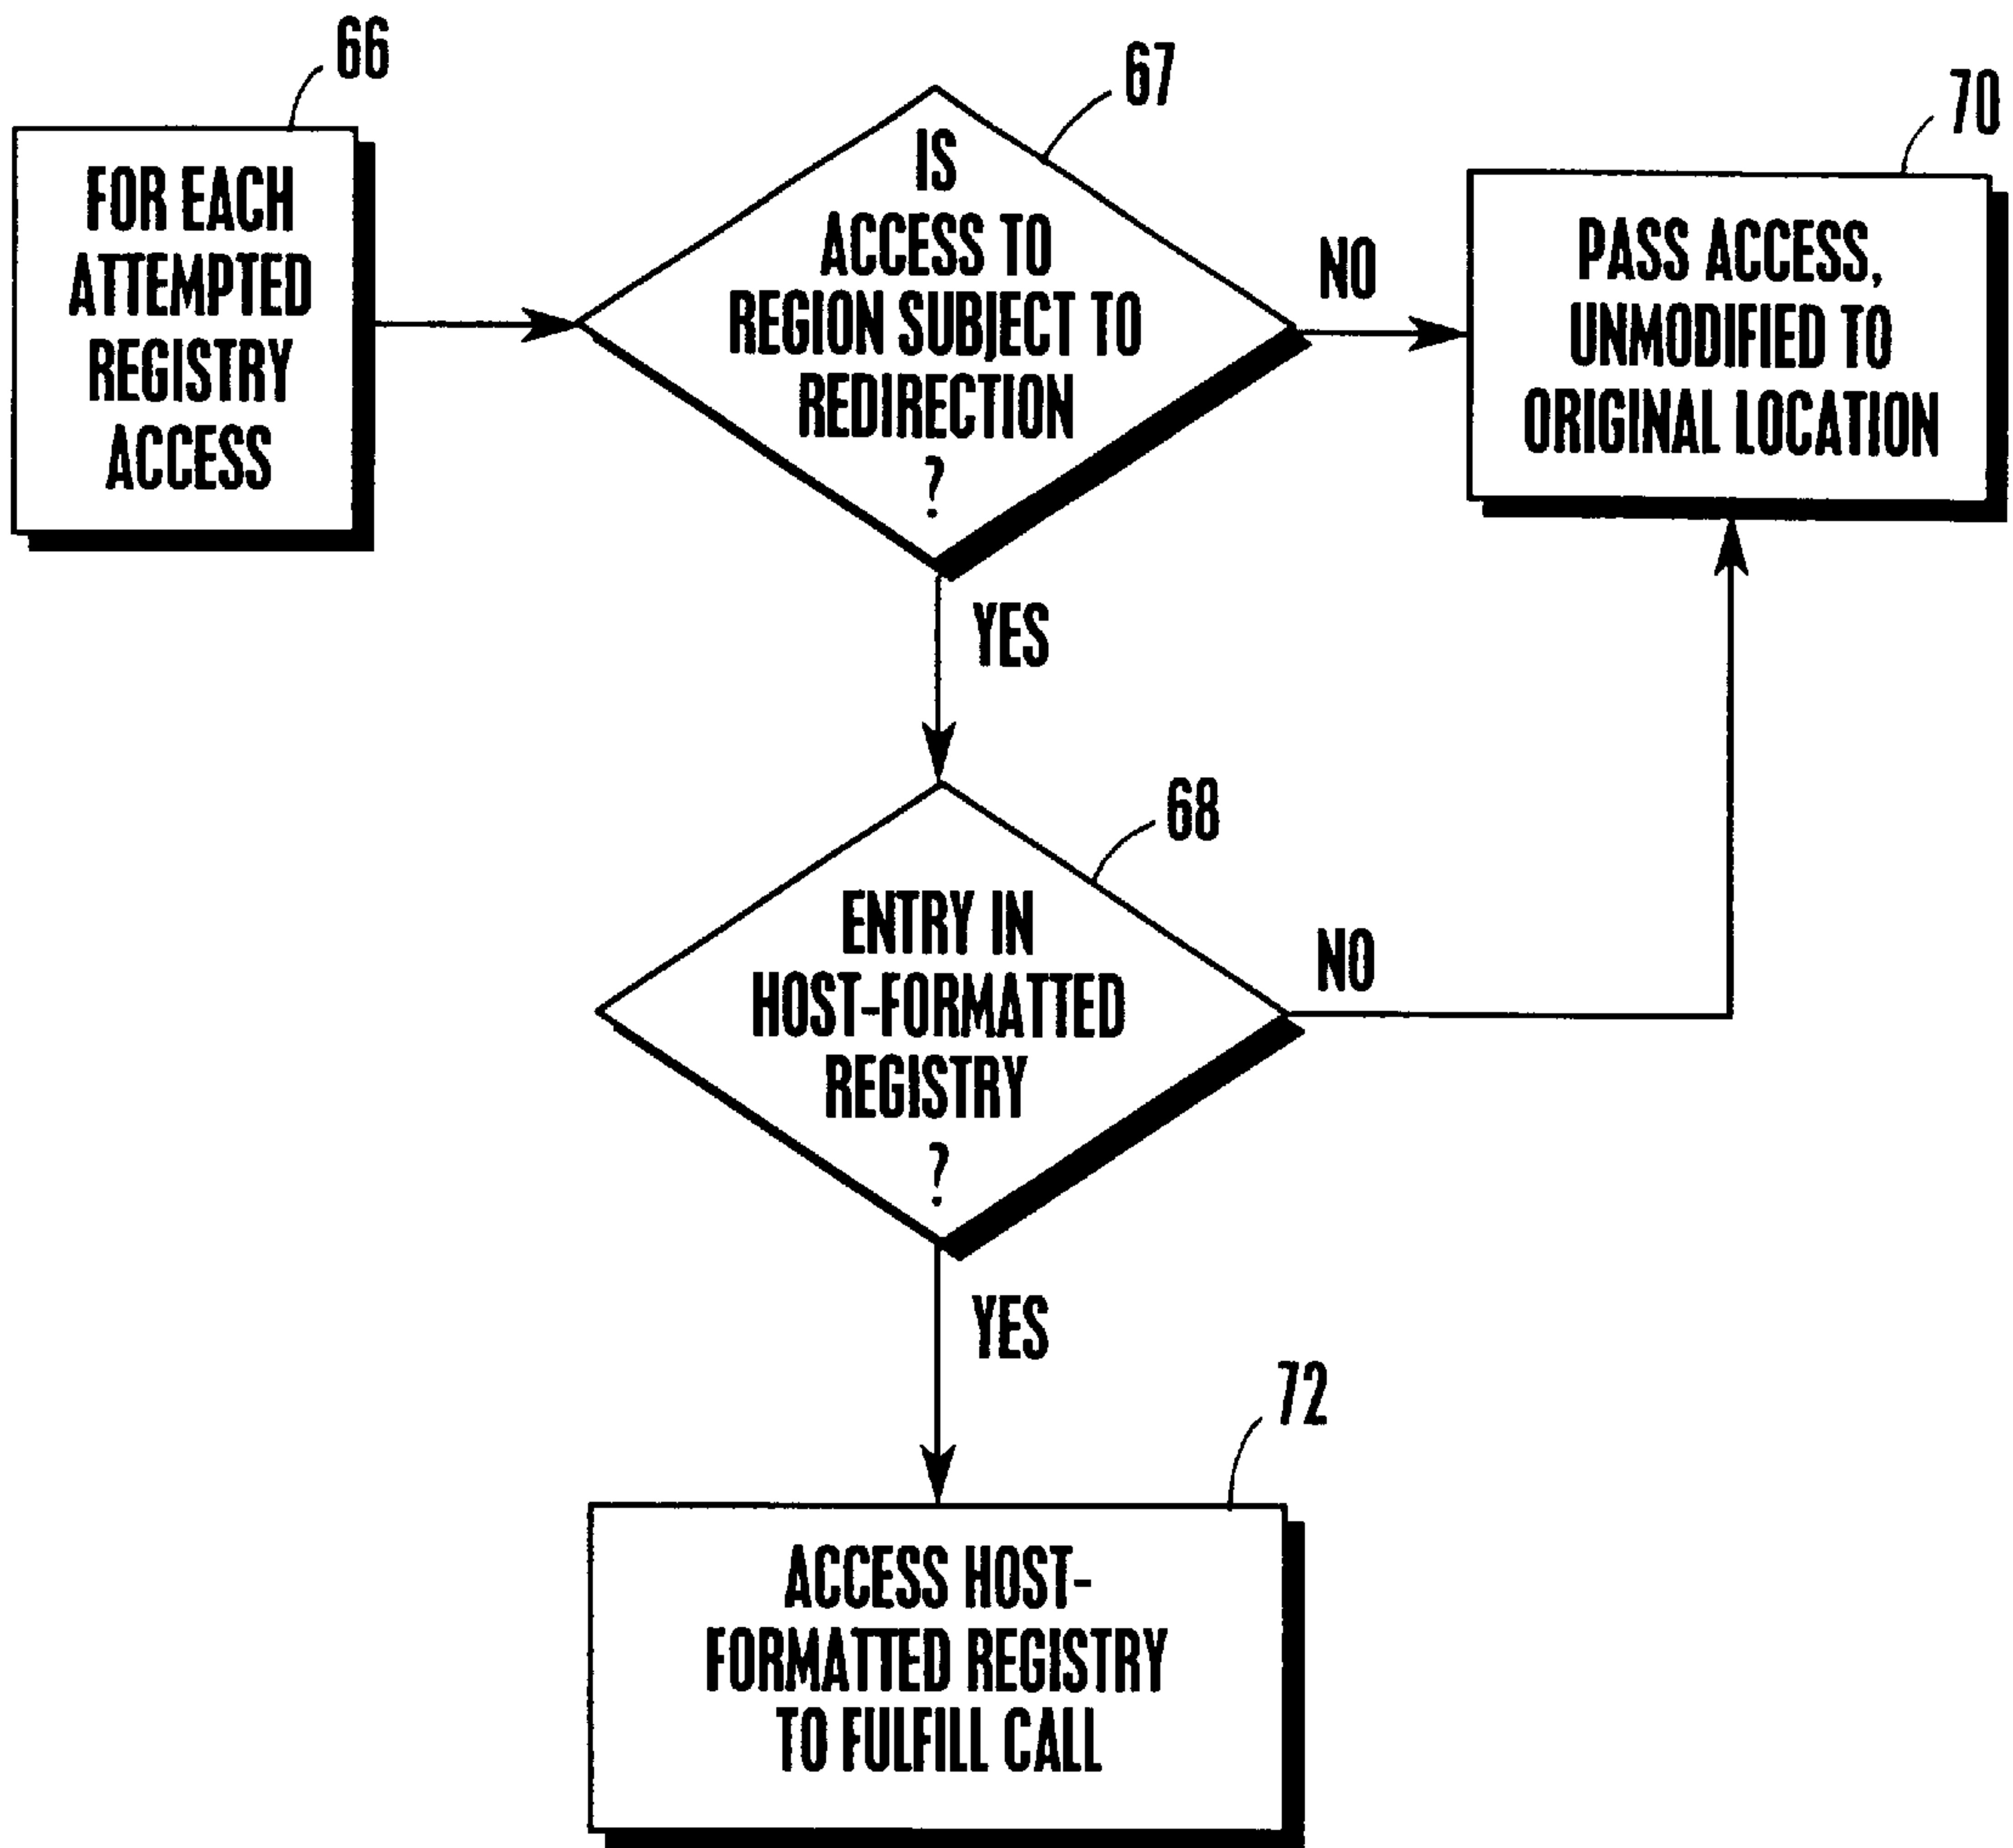 66
FOR EACH
ATTEMPTED
REGISTRY
ACCESS
67
IS
ACCESS TO
REGION SUBJECT TO
REDIRECTION
?
NO
70
PASS ACCESS,
UNMODIFIED TO
ORIGINAL LOCATION
YES
68
ENTRY IN
HOST-FORMATTED
REGISTRY
?
NO
YES
72
ACCESS HOST-
FORMATTED REGISTRY
TO FULFILL CALL